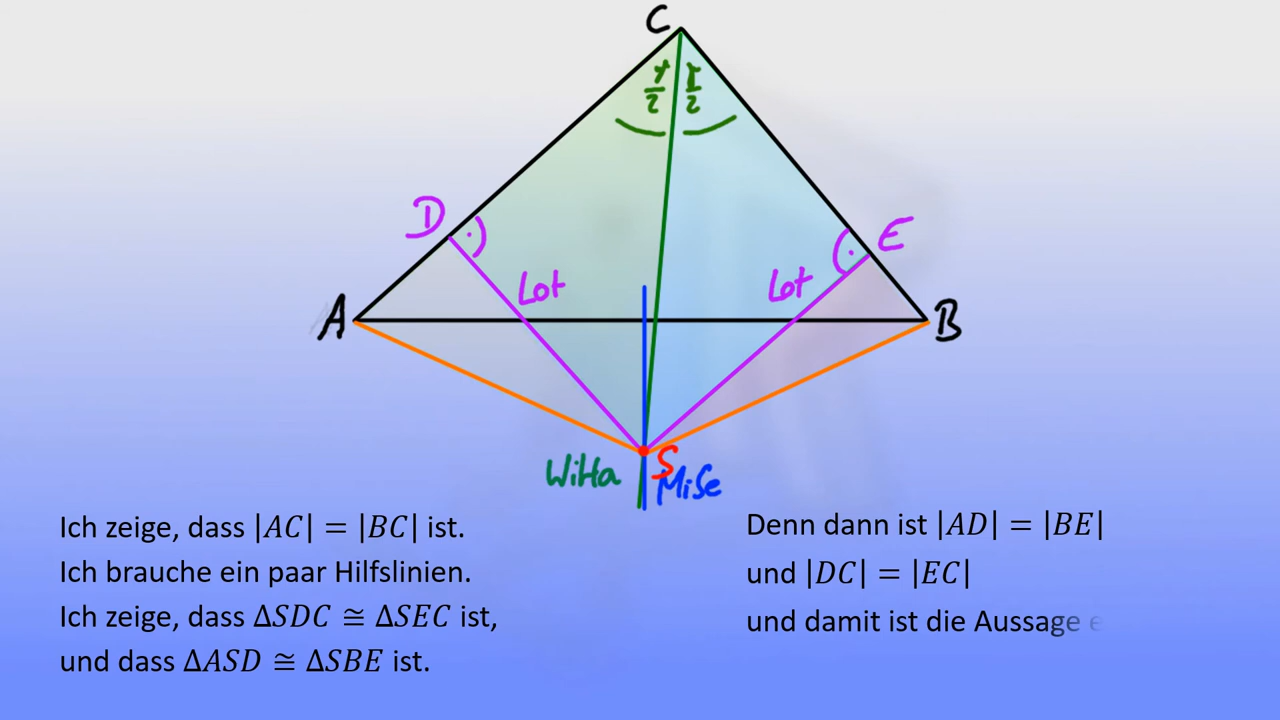 C
γ/2 γ/2
D
E
Lot
Lot
A
B
S
WiHa
MiSe
Ich zeige, dass |AC| = |BC| ist.
Ich brauche ein paar Hilfslinien.
Ich zeige, dass ΔSDC ≅ ΔSEC ist,
und dass ΔASD ≅ ΔSBE ist.
Denn dann ist |AD| = |BE|
und |DC| = |EC|
und damit ist die Aussage e